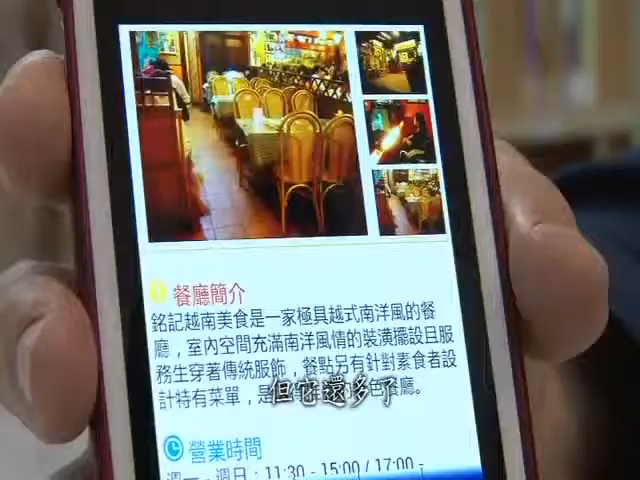 餐廳簡介
銘記越南美食是一家極具越式南洋風的餐
廳，室內空間充滿南洋風情的裝潢擺設且服
務生穿著傳統服飾，餐點另有針對素食者設
計特有菜單，是
色餐廳。
但它還多了
營業時間
週一 - 週日：11:30 - 15:00 / 17:00 -